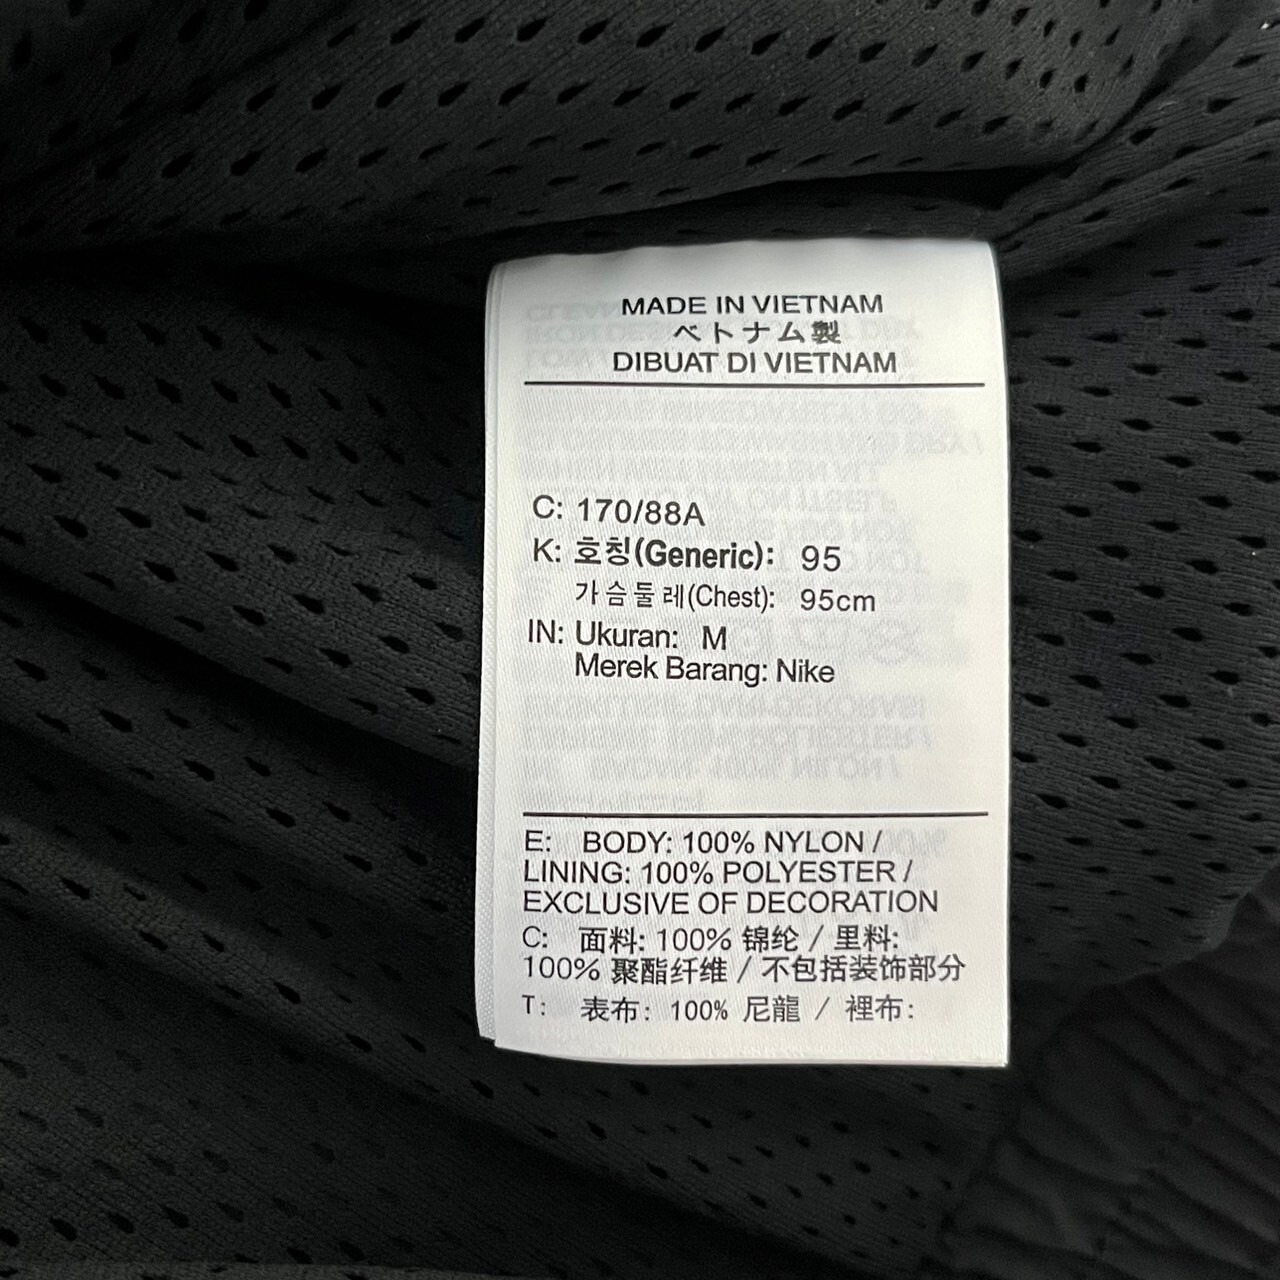 MADE IN VIETNAM
ベトナム製
DIBUAT DI VIETNAM
C: 170/88A
K: 호칭(Generic): 95
가슴둘레(Chest): 95cm
IN: Ukuran: M
Merek Barang: Nike
E: BODY: 100% NYLON /
LINING: 100% POLYESTER /
EXCLUSIVE OF DECORATION
C: 面料: 100% 锦纶 / 里料:
100% 聚酯纤维 / 不包括装饰部分
T: 表布: 100% 尼龍 / 裡布: